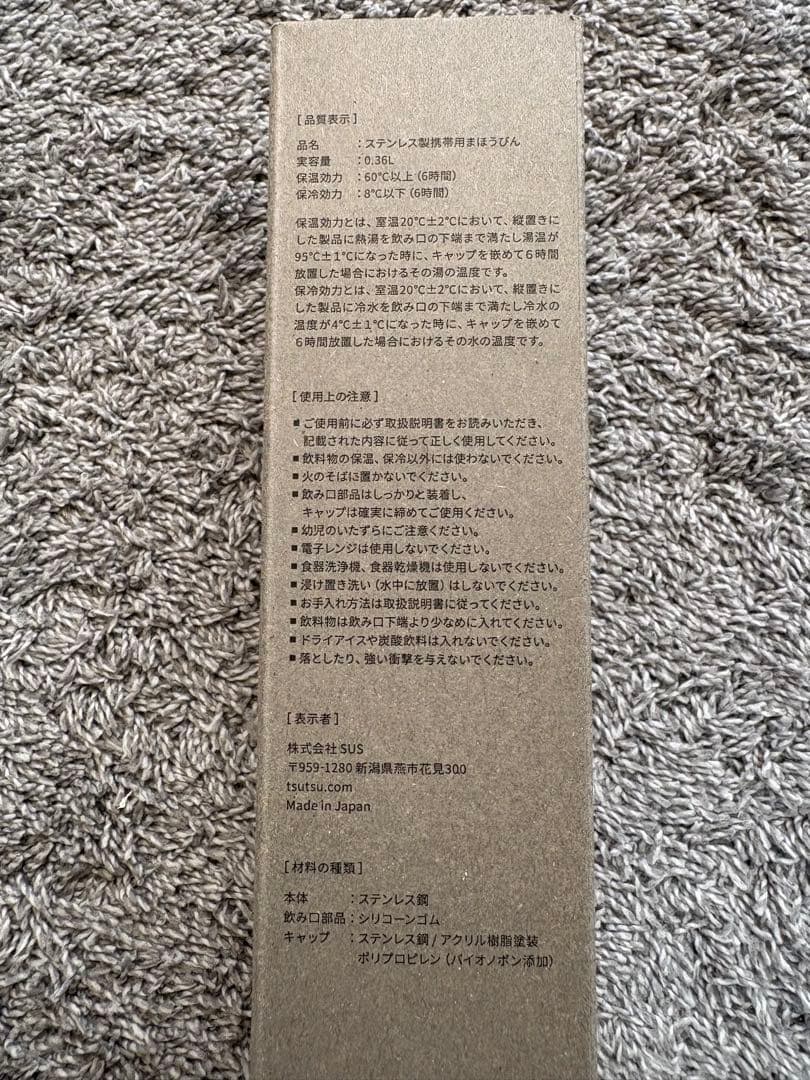 [品質表示]
品名　：ステンレス製携帯用まほうびん
実容量　：0.36L
保温効力　：60℃以上（6時間）
保冷効力　：8℃以下（6時間）
保温効力とは、室温20℃±2℃において、縦置きに
した製品に熱湯を飲み口の下端まで満たし湯温が
95℃±1℃になった時に、キャップを嵌めて６時間
放置した場合におけるその湯の温度です。
保冷効力とは、室温20℃±2℃において、縦置きに
した製品に冷水を飲み口の下端まで満たし冷水の
温度が4℃±1℃になった時に、キャップを嵌めて
６時間放置した場合におけるその水の温度です。
[使用上の注意]
■ご使用前に必ず取扱説明書をお読みいただき、
記載された内容に従って正しく使用してください。
■飲料物の保温、保冷以外には使わないでください。
■火のそばに置かないでください。
■飲み口部品はしっかりと装着し、
キャップは確実に締めてご使用ください。
■幼児のいたずらにご注意ください。
■電子レンジは使用しないでください。
■食器洗浄機、食器乾燥機は使用しないでください。
■浸け置き洗い（水中に放置）はしないでください。
■お手入れ方法は取扱説明書に従ってください。
■飲料物は飲み口下端より少なめに入れてください。
■ドライアイスや炭酸飲料は入れないでください。
■落としたり、強い衝撃を与えないでください。
[表示者]
株式会社SUS
〒959-1280 新潟県燕市花見300
tsutsu.com
Made in Japan
[材料の種類]
本体　：ステンレス鋼
飲み口部品：シリコーンゴム
キャップ　：ステンレス鋼 / アクリル樹脂塗装
ポリプロピレン（バイオノボン添加）